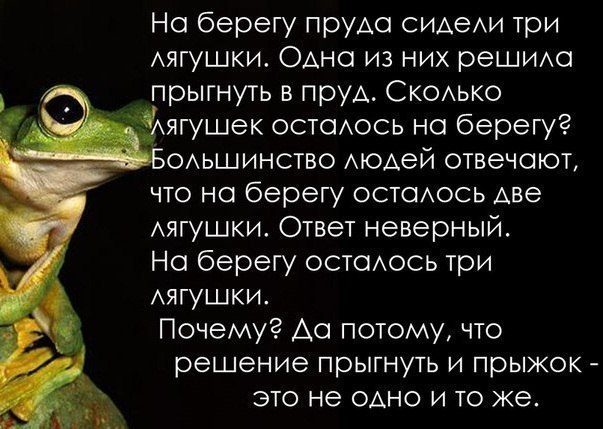 На берегу пруда сидели три
лягушки. Одна из них решила
прыгнуть в пруд. Сколько
лягушек осталось на берегу?
Большинство людей отвечают,
что на берегу осталось две
лягушки. Ответ неверный.
На берегу осталось три
лягушки.
Почему? Да потому, что
решение прыгнуть и прыжок -
это не одно и то же.